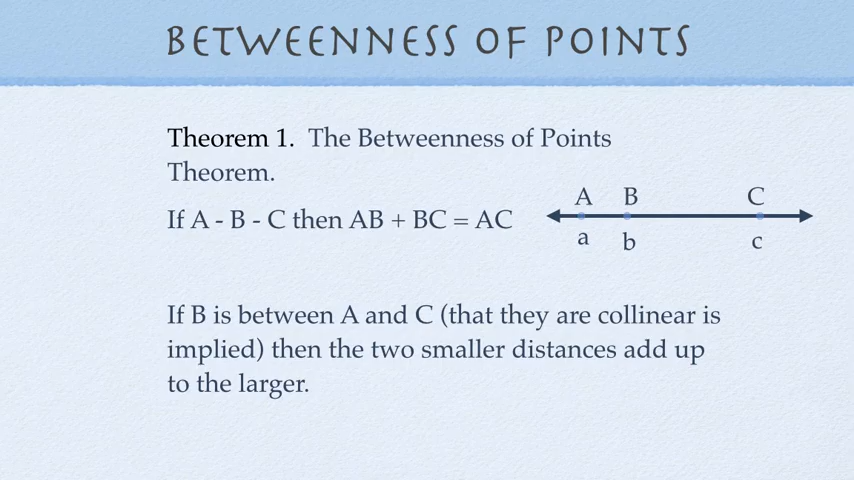 BETWEENNESS OF POINTS
Theorem 1. The Betweenness of Points
Theorem.
If A - B - C then AB + BC = AC
A B C
a b c
If B is between A and C (that they are collinear is
implied) then the two smaller distances add up
to the larger.